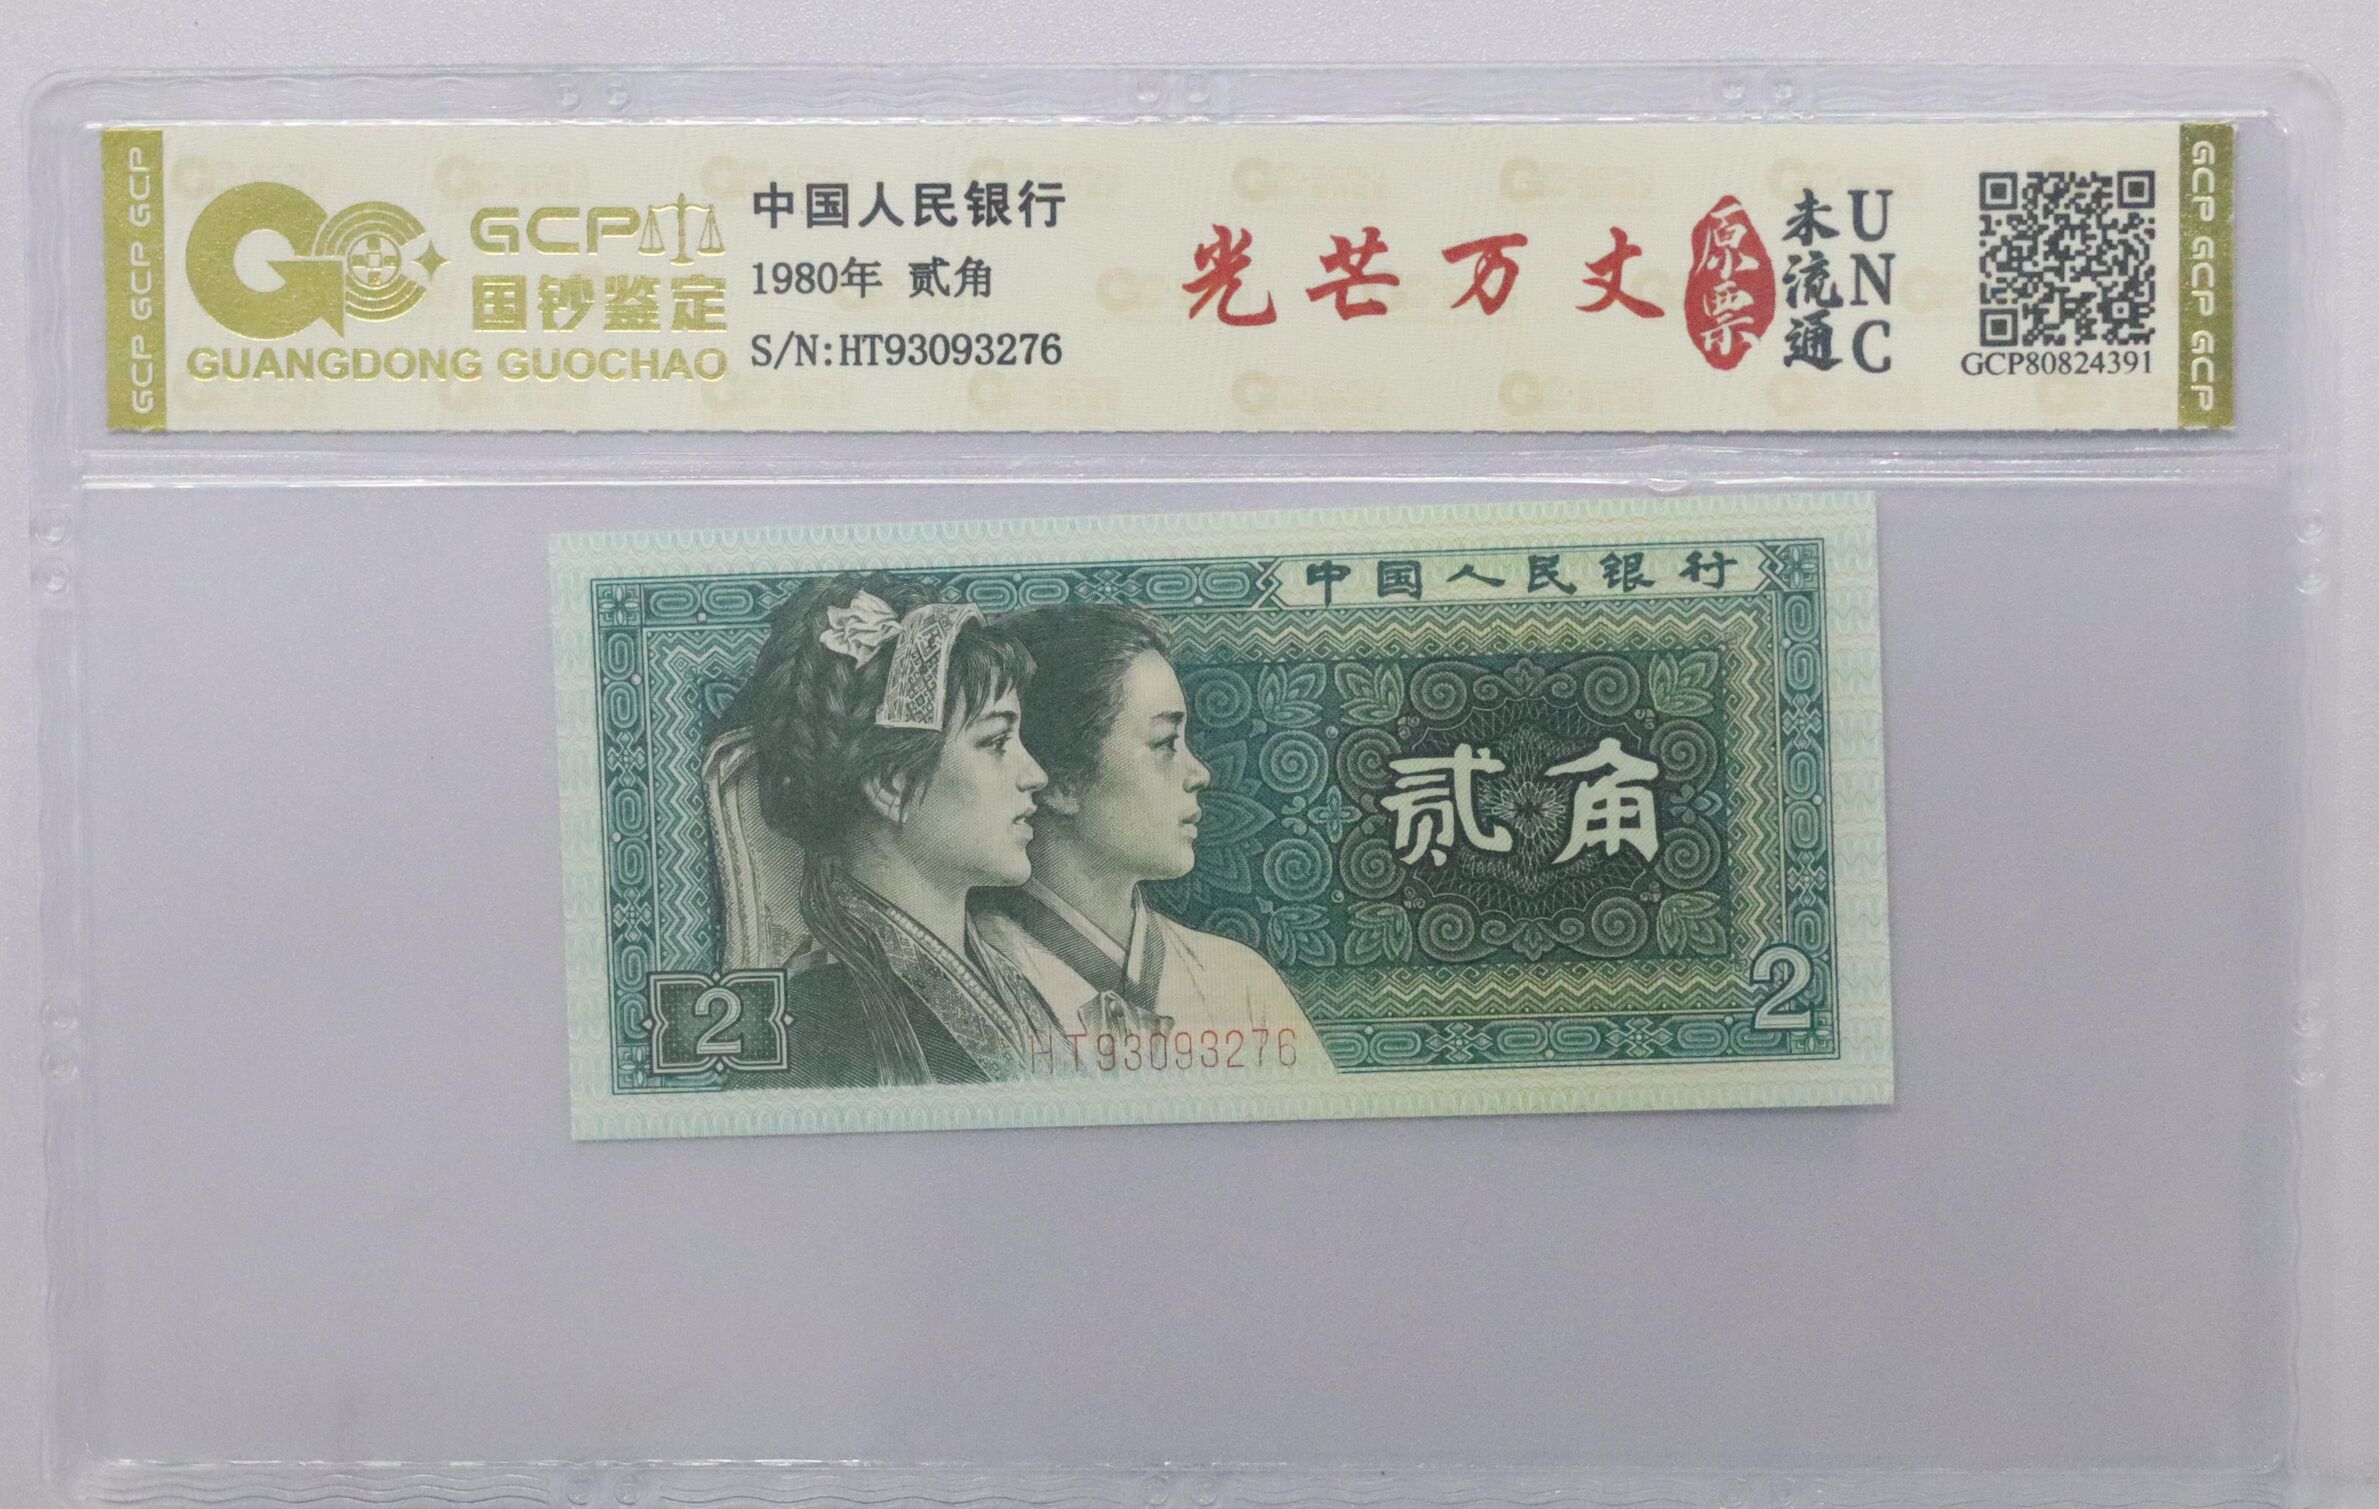 GCP GCP GCP
GCP
国钞鉴定
GUANGDONG GUOCHAO
中国人民银行
1980年 贰角
S/N:HT93093276
光芒万丈
原票
未流通
UNC
GCP80824391
GCP GCP GCP
中国人民银行
贰角
2
2
HT93093276